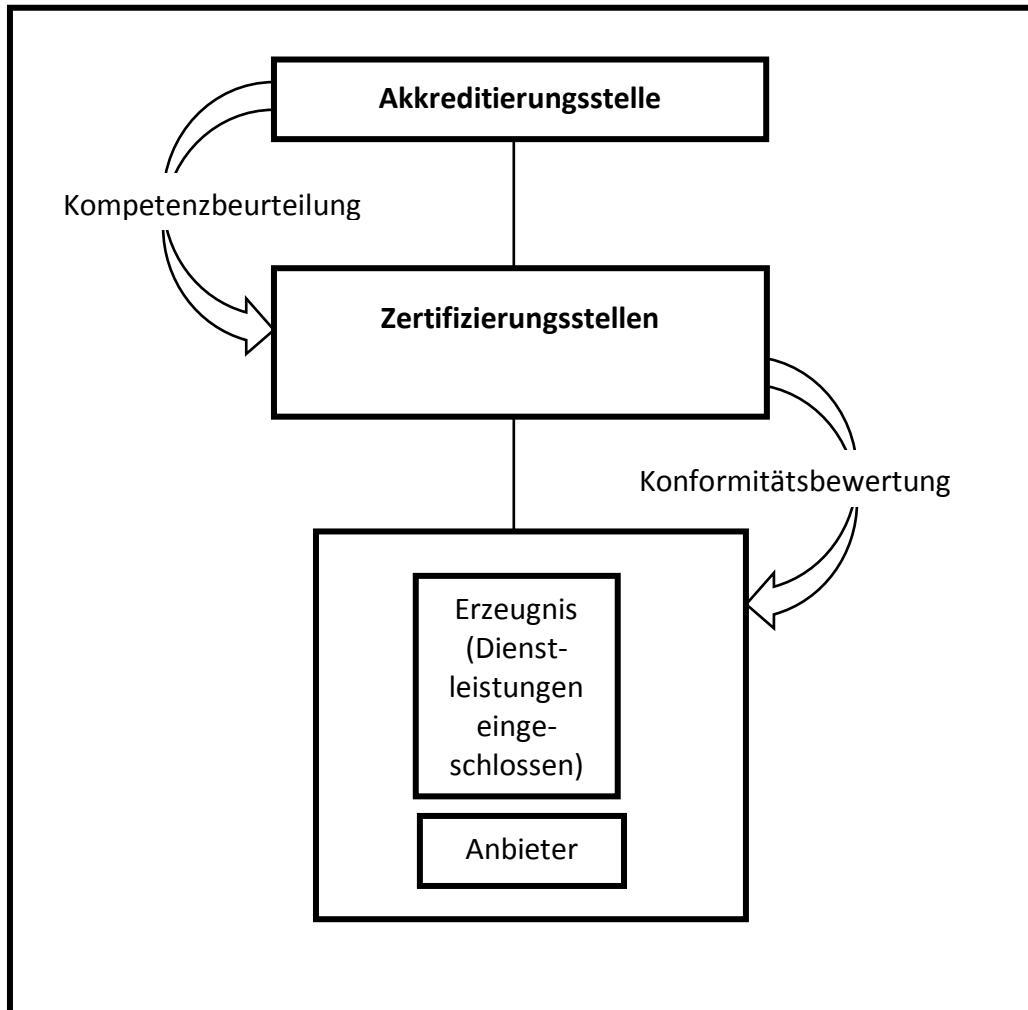 Akkreditierungsstelle
Kompetenzbeurteilung
Zertifizierungsstellen
Konformitätsbewertung
Erzeugnis
(Dienst-
leistungen
einge-
schlossen)
Anbieter